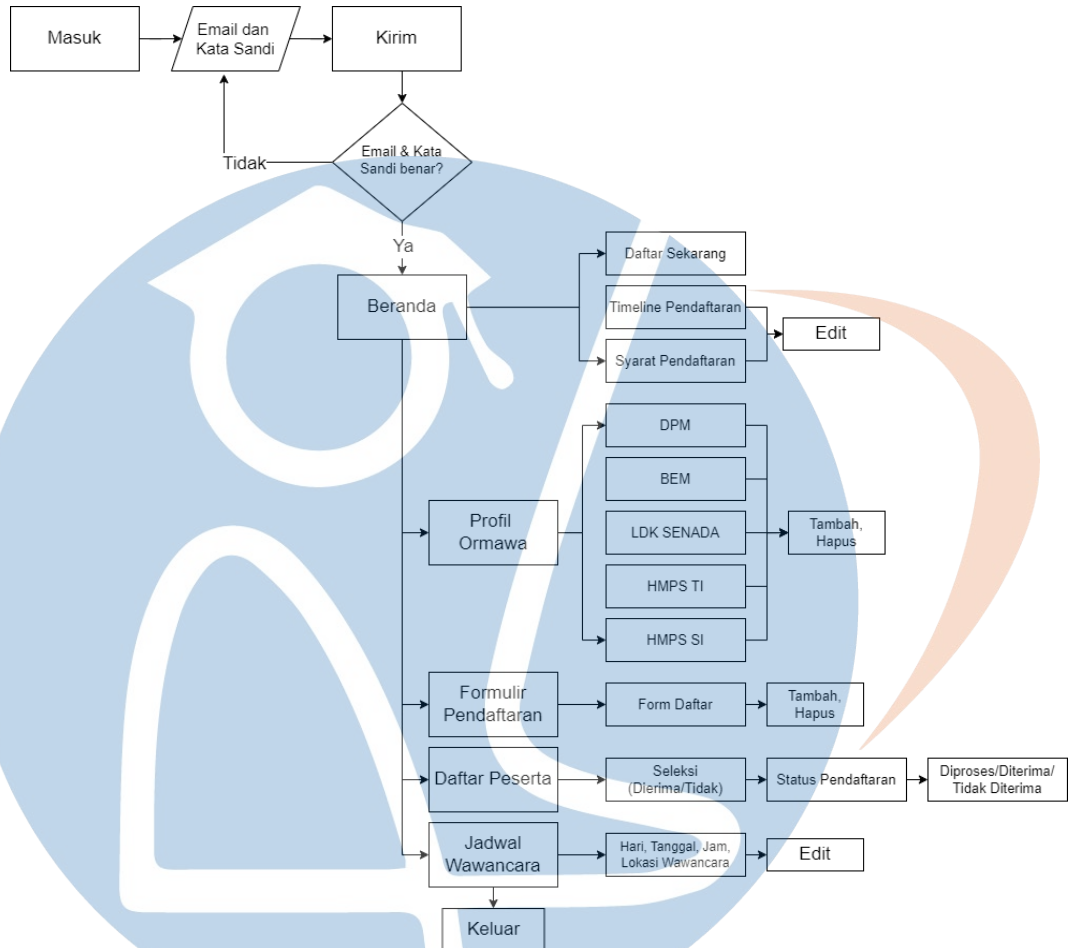 Masuk
Email dan
Kata Sandi
Kirim
Email & Kata
Sandi benar?
Tidak
Ya
Beranda
Daftar Sekarang
Timeline Pendaftaran
Syarat Pendaftaran
Edit
Profil
Ormawa
DPM
BEM
LDK SENADA
HMPS TI
HMPS SI
Tambah,
Hapus
Formulir
Pendaftaran
Form Daftar
Tambah,
Hapus
Daftar Peserta
Seleksi
(Dierima/Tidak)
Status Pendaftaran
Diproses/Diterima/
Tidak Diterima
Jadwal
Wawancara
Hari, Tanggal, Jam,
Lokasi Wawancara
Edit
Keluar